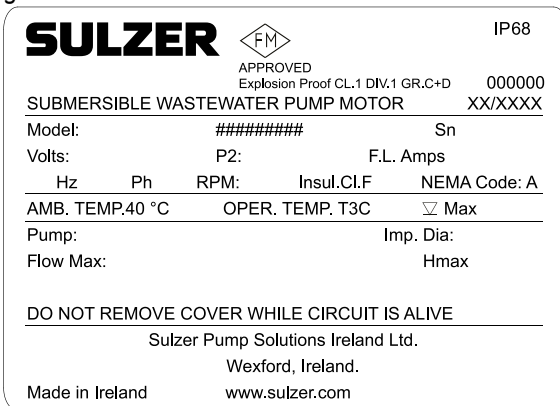 SULZER FM IP68
APPROVED
Explosion Proof CL.1 DIV.1 GR.C+D 000000
SUBMERSIBLE WASTEWATER PUMP MOTOR XX/XXXX
Model: ######### Sn
Volts: P2: F.L. Amps
Hz Ph RPM: Insul.Cl.F NEMA Code: A
AMB. TEMP.40 °C OPER. TEMP. T3C Max
Pump: Imp. Dia:
Flow Max: Hmax
DO NOT REMOVE COVER WHILE CIRCUIT IS ALIVE
Sulzer Pump Solutions Ireland Ltd.
Wexford, Ireland.
Made in Ireland www.sulzer.com